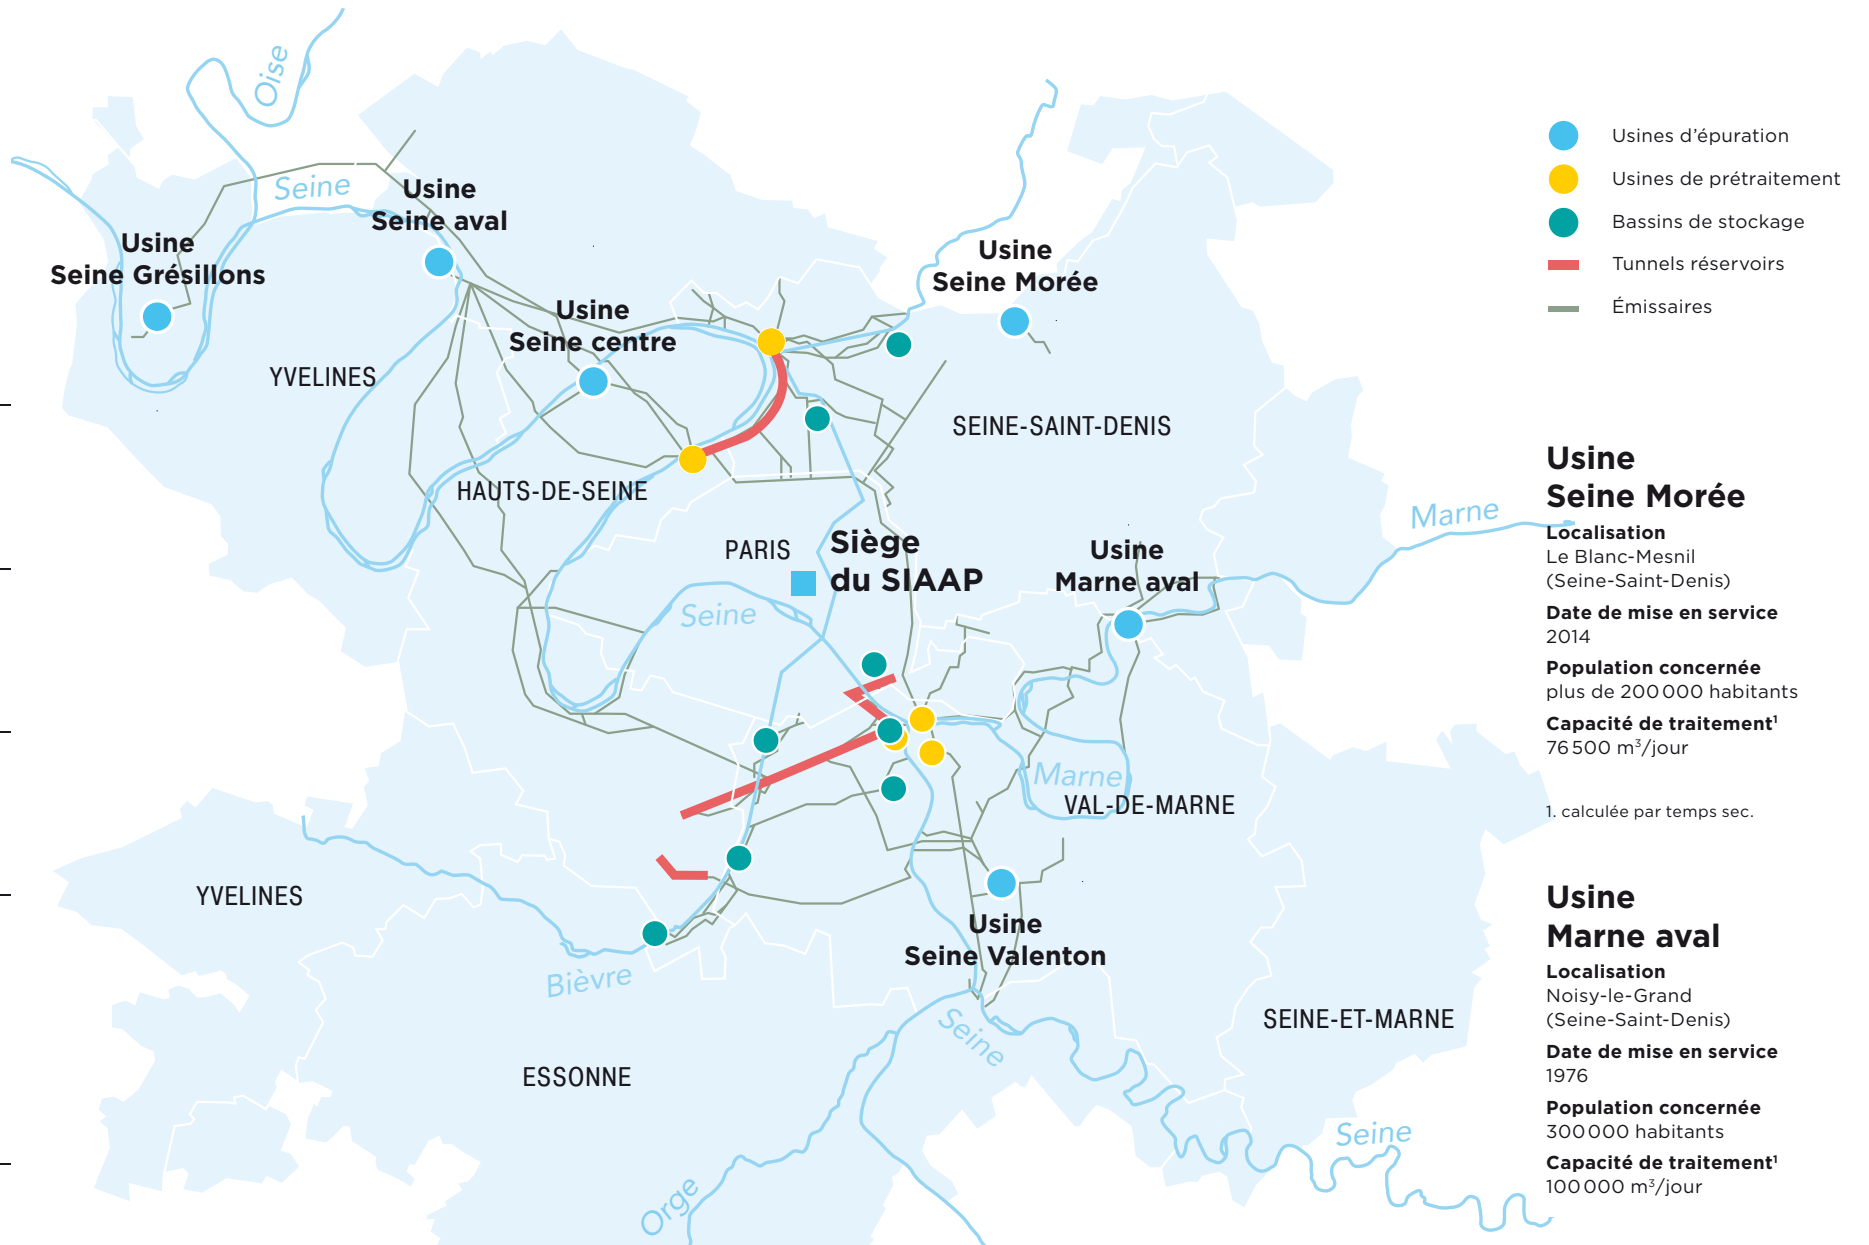 Oise
Seine
Usine
Seine aval
Usine
Seine Grésillons
Usine
Seine centre
Usine
Seine Morée
YVELINES
SEINE-SAINT-DENIS
HAUTS-DE-SEINE
PARIS
Siège
du SIAAP
Seine
Usine
Marne aval
Marne
Marne
VAL-DE-MARNE
YVELINES
Usine
Seine Valenton
Bièvre
Seine
SEINE-ET-MARNE
ESSONNE
Seine
Orge
Usines d'épuration
Usines de prétraitement
Bassins de stockage
Tunnels réservoirs
Émissaires
Usine
Seine Morée
Localisation
Le Blanc-Mesnil
(Seine-Saint-Denis)
Date de mise en service
2014
Population concernée
plus de 200 000 habitants
Capacité de traitement¹
76 500 m³/jour
1. calculée par temps sec.
Usine
Marne aval
Localisation
Noisy-le-Grand
(Seine-Saint-Denis)
Date de mise en service
1976
Population concernée
300 000 habitants
Capacité de traitement¹
100 000 m³/jour